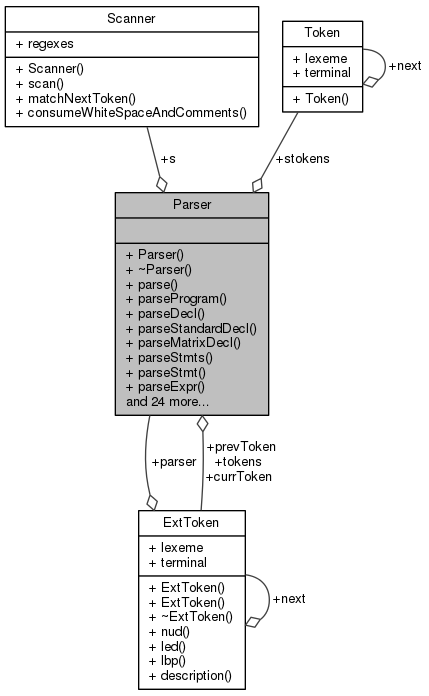 Scanner
+ regexes
+ Scanner()
+ scan()
+ matchNextToken()
+ consumeWhiteSpaceAndComments()
Token
+ lexeme
+ terminal
+ Token()
+next
+s
+stokens
Parser
+ Parser()
+ ~Parser()
+ parse()
+ parseProgram()
+ parseDecl()
+ parseStandardDecl()
+ parseMatrixDecl()
+ parseStmts()
+ parseStmt()
+ parseExpr()
and 24 more...
+parser
+prevToken
+tokens
+currToken
ExtToken
+ lexeme
+ terminal
+ ExtToken()
+ ExtToken()
+ ~ExtToken()
+ nud()
+ led()
+ lbp()
+ description()
+next